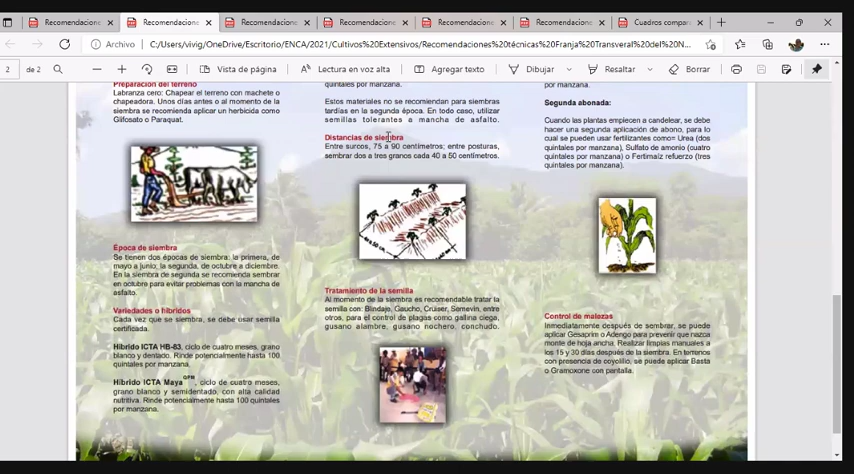 Recomendaciones
Recomendaciones
Recomendaciones
Recomendaciones
Recomendaciones
Recomendaciones
Cuadros compar
Archivo
C:/Users/vivig/OneDrive/Escritorio/ENCA/2021/Cultivos%20Extensivos/Recomendaciones%20técnicas%20Franja%20Transveral%20del%20N...
2
de 2
Vista de página
Lectura en voz alta
Agregar texto
Dibujar
Resaltar
Borrar
Preparación del terreno
Labranza cero: Chapear el terreno con machete o
chapeadora. Unos días antes o al momento de la
siembra se recomienda aplicar un herbicida como
Glifosato o Paraquat.
Época de siembra
Se tienen dos épocas de siembra: la primera, de
mayo a junio; la segunda, de octubre a diciembre.
En la siembra de segunda se recomienda sembrar
en octubre para evitar problemas con la mancha de
asfalto.
Variedades o híbridos
Cada vez que se siembra, se debe usar semilla
certificada.
Híbrido ICTA HB-83, ciclo de cuatro meses, grano
blanco y dentado. Rinde potencialmente hasta 100
quintales por manzana.
Híbrido ICTA Maya QPM, ciclo de cuatro meses,
grano blanco y semidentado, con alta calidad
nutritiva. Rinde potencialmente hasta 100 quintales
por manzana.
quintales por manzana.
Estos materiales no se recomiendan para siembras
tardías en la segunda época. En todo caso, utilizar
semillas tolerantes a mancha de asfalto.
Distancias de siembra
Entre surcos, 75 a 90 centímetros; entre posturas,
sembrar dos a tres granos cada 40 a 50 centímetros.
Tratamiento de la semilla
Al momento de la siembra es recomendable tratar la
semilla con: Blindaje, Gaucho, Cruiser, Semevin, entre
otros, para el control de plagas como gallina ciega,
gusano alambre, gusano nochero, conchudo.
por manzana.
Segunda abonada:
Cuando las plantas empiecen a candelear, se debe
hacer una segunda aplicación de abono, para lo
cual se pueden usar fertilizantes como: Urea (dos
quintales por manzana), Sulfato de amonio (cuatro
quintales por manzana) o Fertimaíz refuerzo (tres
quintales por manzana).
Control de malezas
Inmediatamente después de sembrar, se puede
aplicar Gesaprim o Adengo para prevenir que nazca
monte de hoja ancha. Realizar limpias manuales a
los 15 y 30 días después de la siembra. En terrenos
con presencia de coyolillo, se puede aplicar Basta
o Gramoxone con pantalla.